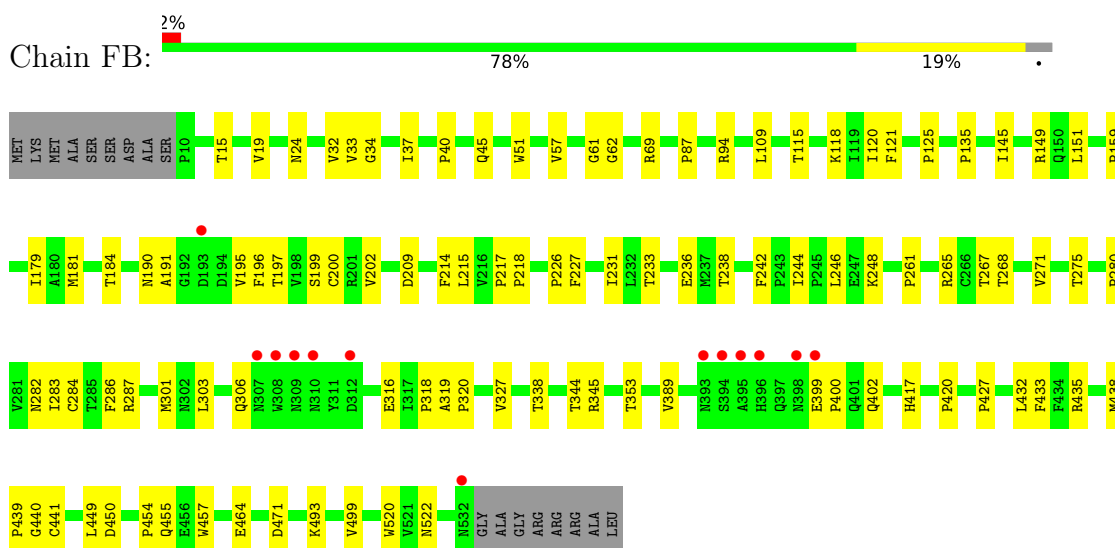 2%
Chain FB:
78% 19% •
MET LYS MET ALA SER SER ASP ALA SER P10 T15 V19 N24 V32 V33 G34 I37 P40 Q45 W51 V57 G61 G62 R69 P87 R94 L109 T115 K118 I119 I120 F121 P125 P135 I145 R149 Q150 L151
I179 A180 M181 T184 N190 A191 G192 D193 D194 V195 F196 T197 V198 S199 C200 R201 V202 D209 F214 L215 V216 P217 P218 P226 F227 I231 L232 T233 E236 M237 T238 F242 P243 I244 P245 L246 E247 K248 P261 R265 C266 T267 T268 V271 T275
V281 N282 I283 C284 T285 F286 R287 M301 N302 L303 Q306 N307 W308 N309 N310 Y311 D312 E316 I317 P318 A319 P320 V327 T338 T344 R345 T353 V389 N393 S394 A395 H396 Q397 N398 E399 P400 Q401 Q402 H417 P420 P427 L432 F433 F434 R435
P439 G440 C441 L449 D450 P454 Q455 E456 W457 E464 D471 K493 V499 W520 V521 N522 N532 GLY ALA GLY ARG ARG ARG ALA LEU